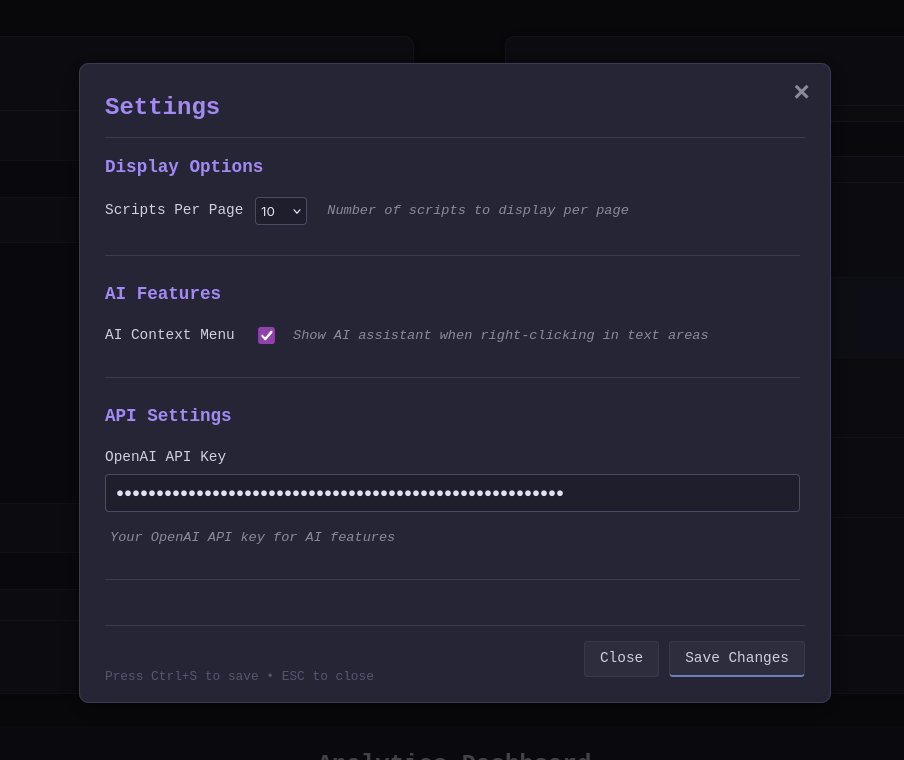 Settings
×
Display Options
Scripts Per Page 10 Number of scripts to display per page
AI Features
AI Context Menu Show AI assistant when right-clicking in text areas
API Settings
OpenAI API Key
••••••••••••••••••••••••••••••••••••••••••••••••••••••••
Your OpenAI API key for AI features
Close Save Changes
Press Ctrl+S to save • ESC to close
Analytics Dashboard